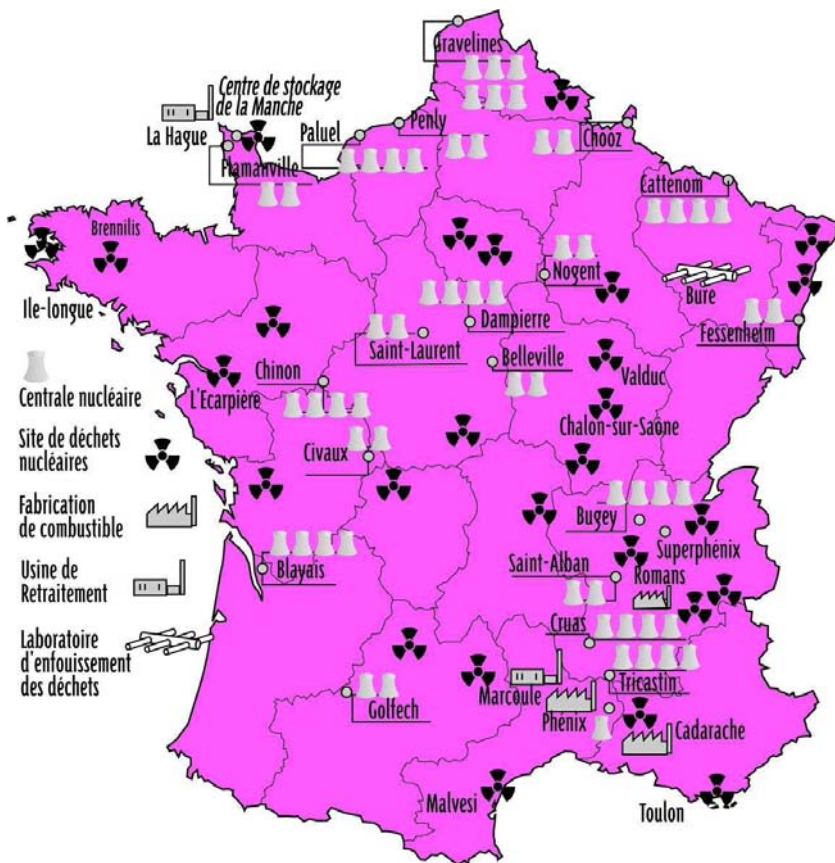 Gravelines
Centre de stockage
de la Manche
La Hague
Flamanville
Paluel
Penly
Chooz
Cattenom
Brennilis
Ile-longue
Nogent
Bure
Fessenheim
Dampierre
Saint-Laurent
Belleville
Chinon
L'Ecarpière
Valduc
Chalon-sur-Saône
Civaux
Centrale nucléaire
Site de déchets
nucléaires
Fabrication
de combustible
Usine de
Retraitement
Laboratoire
d'enfouissement
des déchets
Bugey
Superphénix
Saint-Alban
Romans
Blayais
Cruas
Tricastin
Marcoule
Golfech
Phénix
Cadarache
Malvesi
Toulon